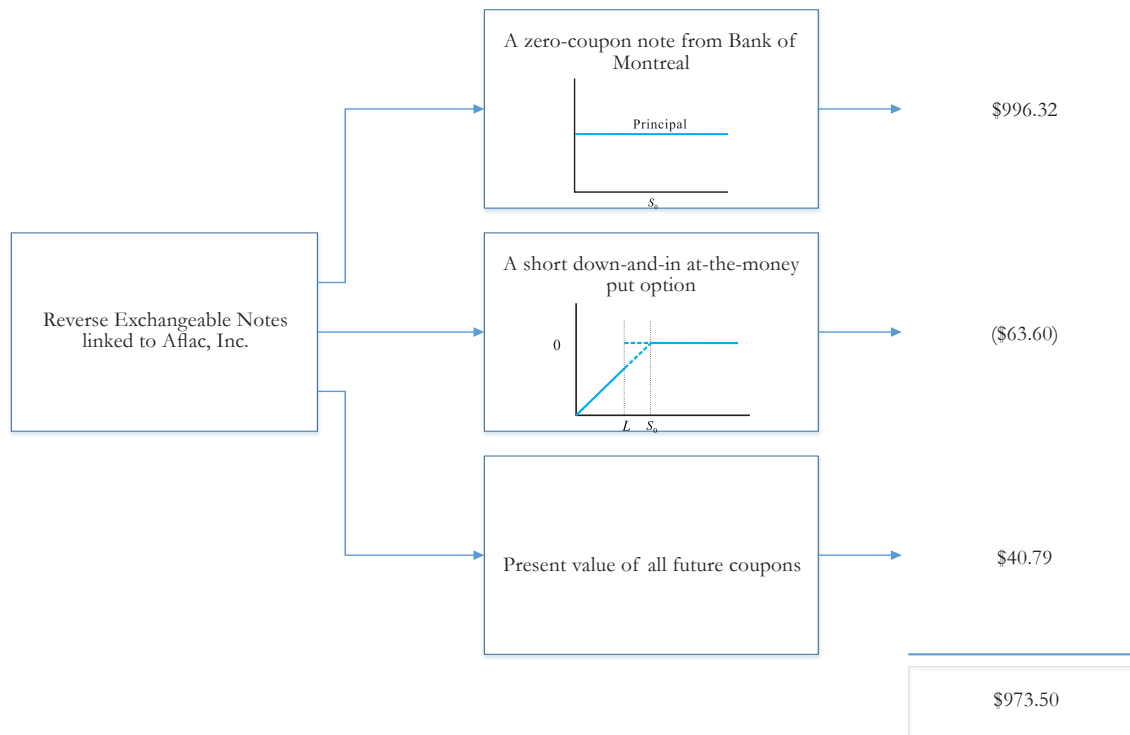 A zero-coupon note from Bank of
Montreal
Principal
S₀
$996.32
Reverse Exchangeable Notes
linked to Aflac, Inc.
A short down-and-in at-the-money
put option
0
L S₀
($63.60)
Present value of all future coupons
$40.79
$973.50